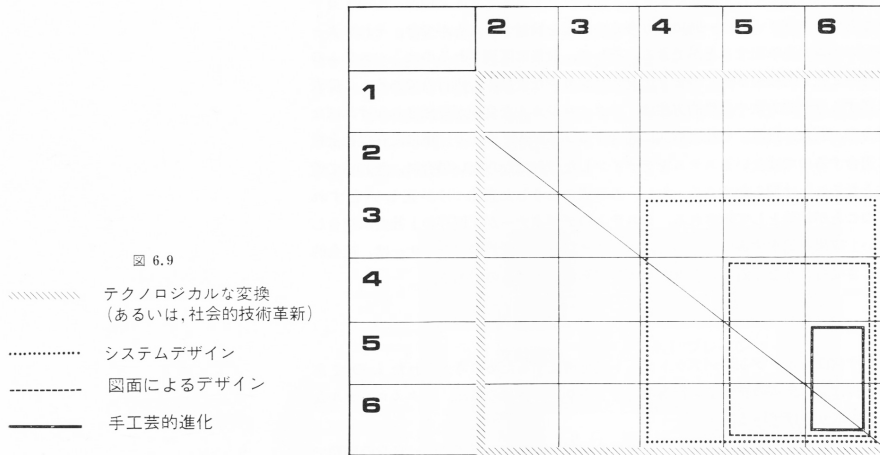 2 3 4 5 6
1
2
3
4
5
6
図 6.9
テクノロジカルな変換
(あるいは,社会的技術革新)
システムデザイン
図面によるデザイン
手工芸的進化